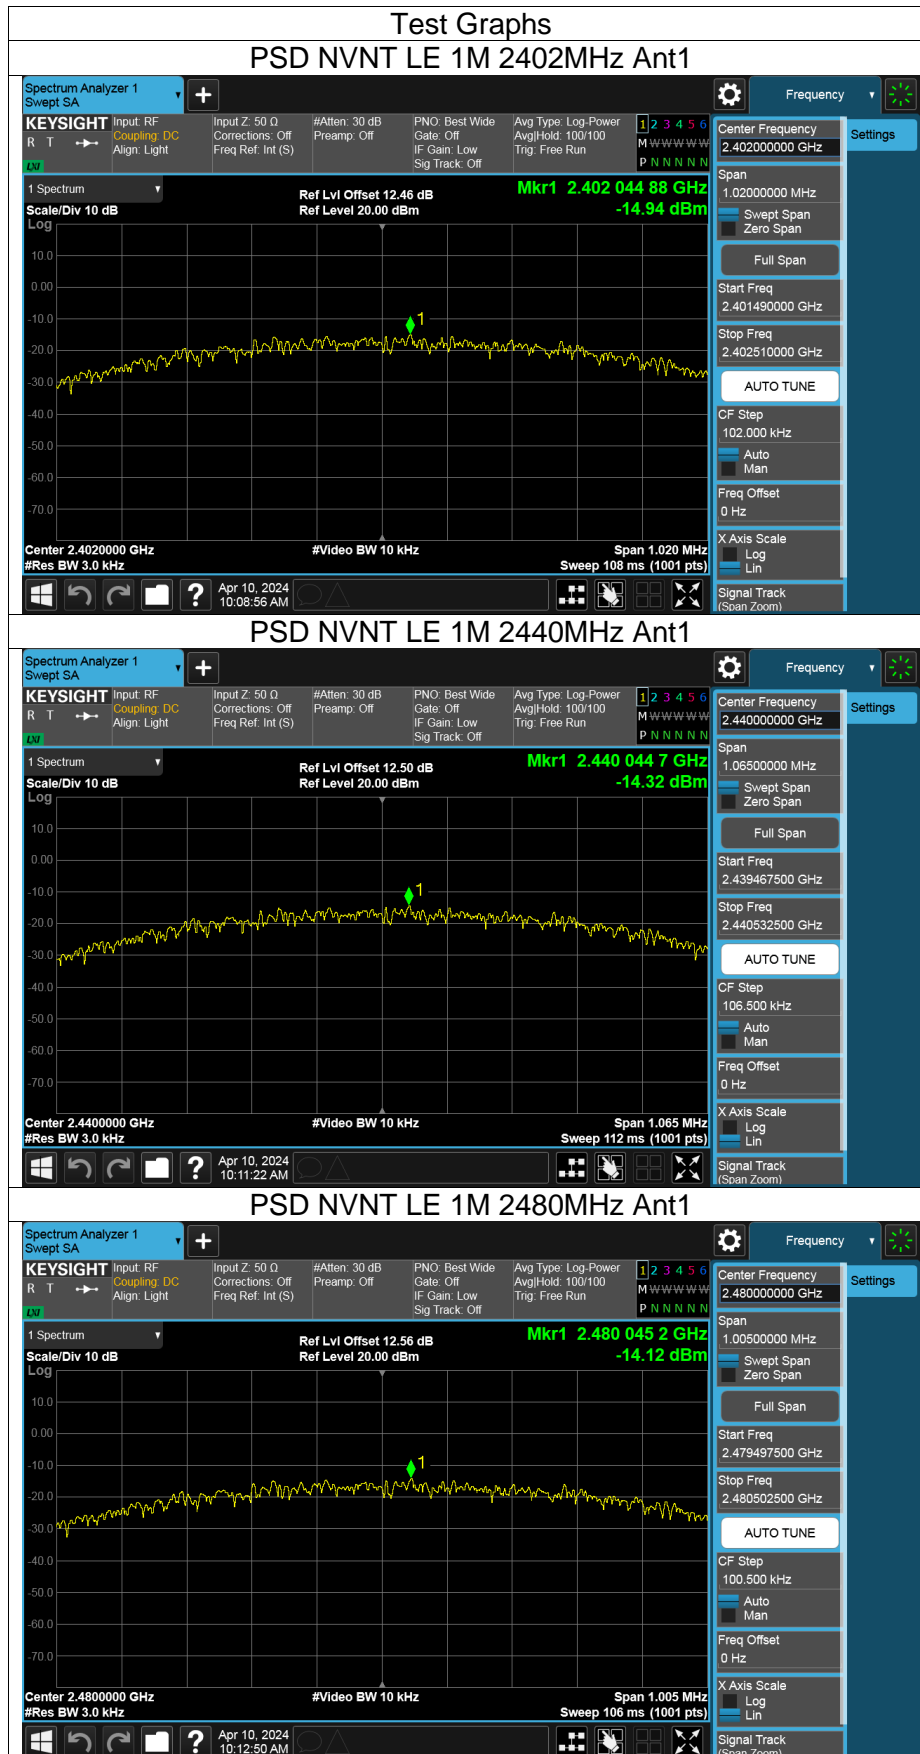 Test Graphs
PSD NVNT LE 1M 2402MHz Ant1
Spectrum Analyzer 1
Swept SA
Frequency
KEYSIGHT Input: RF Input Z: 50 Ω #Atten: 30 dB PNO: Best Wide Avg Type: Log-Power 1 2 3 4 5 6
R T Coupling: DC Corrections: Off Preamp: Off Gate: Off Avg|Hold: 100/100 M W W W W W
Align: Light Freq Ref: Int (S) IF Gain: Low Trig: Free Run
LXI Sig Track: Off P N N N N N
1 Spectrum Ref Lvl Offset 12.46 dB Mkr1 2.402 044 88 GHz
Scale/Div 10 dB Ref Level 20.00 dBm -14.94 dBm
Log
10.0
0.00
-10.0
1
-20.0
-30.0
-40.0
-50.0
-60.0
-70.0
Center 2.4020000 GHz #Video BW 10 kHz Span 1.020 MHz
#Res BW 3.0 kHz Sweep 108 ms (1001 pts)
Apr 10, 2024
10:08:56 AM
Center Frequency
2.402000000 GHz
Settings
Span
1.02000000 MHz
Swept Span
Zero Span
Full Span
Start Freq
2.401490000 GHz
Stop Freq
2.402510000 GHz
AUTO TUNE
CF Step
102.000 kHz
Auto
Man
Freq Offset
0 Hz
X Axis Scale
Log
Lin
Signal Track
(Span Zoom)
PSD NVNT LE 1M 2440MHz Ant1
Spectrum Analyzer 1
Swept SA
Frequency
KEYSIGHT Input: RF Input Z: 50 Ω #Atten: 30 dB PNO: Best Wide Avg Type: Log-Power 1 2 3 4 5 6
R T Coupling: DC Corrections: Off Preamp: Off Gate: Off Avg|Hold: 100/100 M W W W W W
Align: Light Freq Ref: Int (S) IF Gain: Low Trig: Free Run
LXI Sig Track: Off P N N N N N
1 Spectrum Ref Lvl Offset 12.50 dB Mkr1 2.440 044 7 GHz
Scale/Div 10 dB Ref Level 20.00 dBm -14.32 dBm
Log
10.0
0.00
-10.0
1
-20.0
-30.0
-40.0
-50.0
-60.0
-70.0
Center 2.4400000 GHz #Video BW 10 kHz Span 1.065 MHz
#Res BW 3.0 kHz Sweep 112 ms (1001 pts)
Apr 10, 2024
10:11:22 AM
Center Frequency
2.440000000 GHz
Settings
Span
1.06500000 MHz
Swept Span
Zero Span
Full Span
Start Freq
2.439467500 GHz
Stop Freq
2.440532500 GHz
AUTO TUNE
CF Step
106.500 kHz
Auto
Man
Freq Offset
0 Hz
X Axis Scale
Log
Lin
Signal Track
(Span Zoom)
PSD NVNT LE 1M 2480MHz Ant1
Spectrum Analyzer 1
Swept SA
Frequency
KEYSIGHT Input: RF Input Z: 50 Ω #Atten: 30 dB PNO: Best Wide Avg Type: Log-Power 1 2 3 4 5 6
R T Coupling: DC Corrections: Off Preamp: Off Gate: Off Avg|Hold: 100/100 M W W W W W
Align: Light Freq Ref: Int (S) IF Gain: Low Trig: Free Run
LXI Sig Track: Off P N N N N N
1 Spectrum Ref Lvl Offset 12.56 dB Mkr1 2.480 045 2 GHz
Scale/Div 10 dB Ref Level 20.00 dBm -14.12 dBm
Log
10.0
0.00
-10.0
1
-20.0
-30.0
-40.0
-50.0
-60.0
-70.0
Center 2.4800000 GHz #Video BW 10 kHz Span 1.005 MHz
#Res BW 3.0 kHz Sweep 106 ms (1001 pts)
Apr 10, 2024
10:12:50 AM
Center Frequency
2.480000000 GHz
Settings
Span
1.00500000 MHz
Swept Span
Zero Span
Full Span
Start Freq
2.479497500 GHz
Stop Freq
2.480502500 GHz
AUTO TUNE
CF Step
100.500 kHz
Auto
Man
Freq Offset
0 Hz
X Axis Scale
Log
Lin
Signal Track
(Span Zoom)